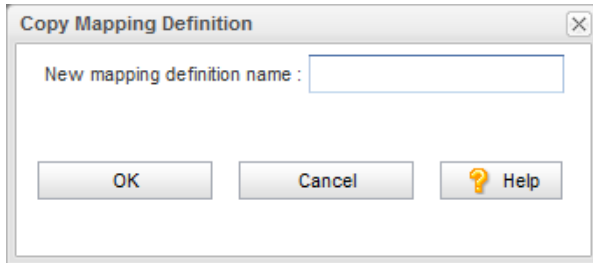 Copy Mapping Definition
New mapping definition name :
OK Cancel Help